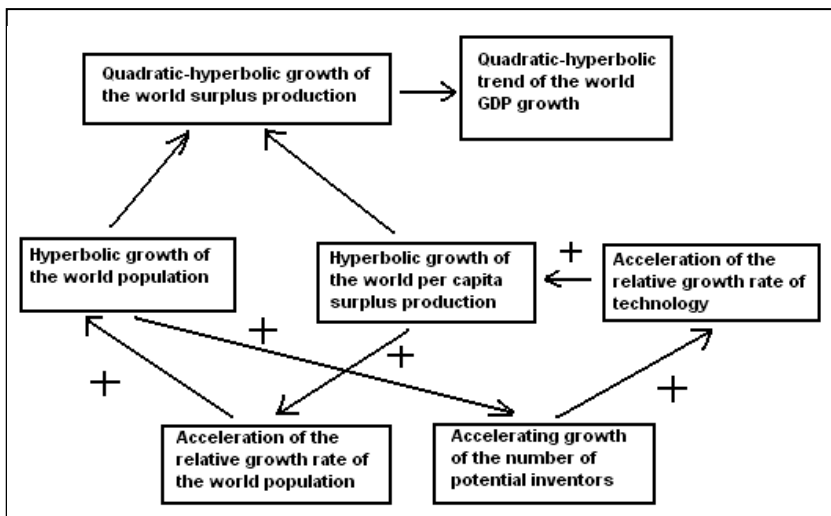 Quadratic-hyperbolic growth of
the world surplus production
Quadratic-hyperbolic
trend of the world
GDP growth
Hyperbolic growth of
the world population
Hyperbolic growth of
the world per capita
surplus production
+
Acceleration of the
relative growth rate of
technology
+
+
+
+
Acceleration of the
relative growth rate of
the world population
Accelerating growth
of the number of
potential inventors